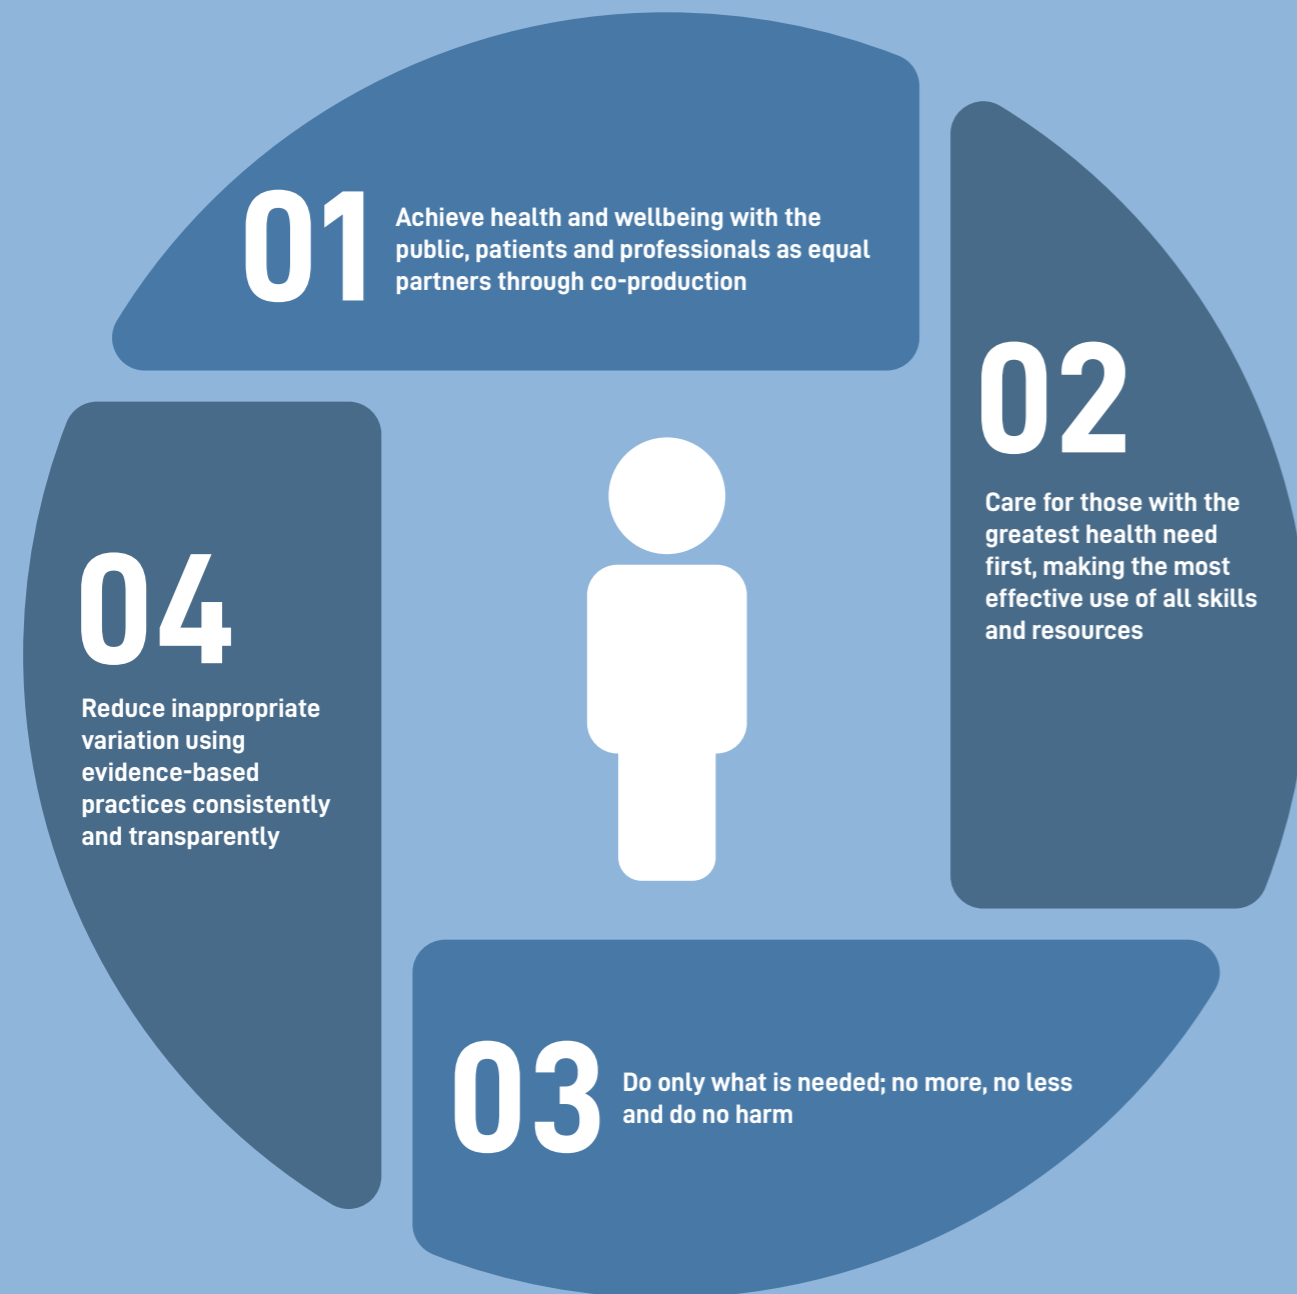 01
Achieve health and wellbeing with the
public, patients and professionals as equal
partners through co-production
02
Care for those with the
greatest health need
first, making the most
effective use of all skills
and resources
03
Do only what is needed; no more, no less
and do no harm
04
Reduce inappropriate
variation using
evidence-based
practices consistently
and transparently